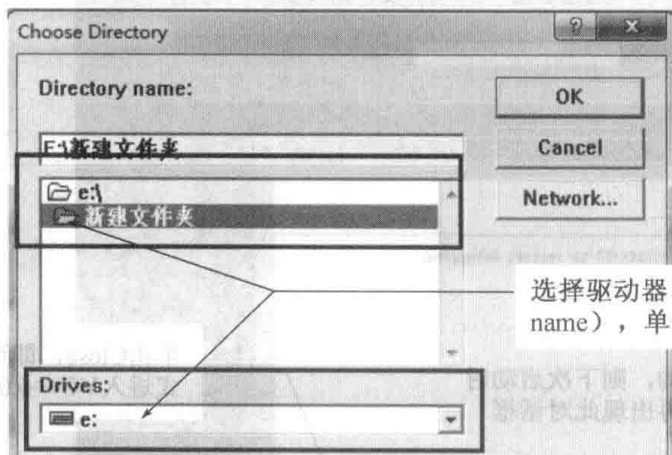 Choose Directory
Directory name:
OK
E:\新建文件夹
Cancel
e:\
新建文件夹
Network...
选择驱动器
name），单
Drives:
e: